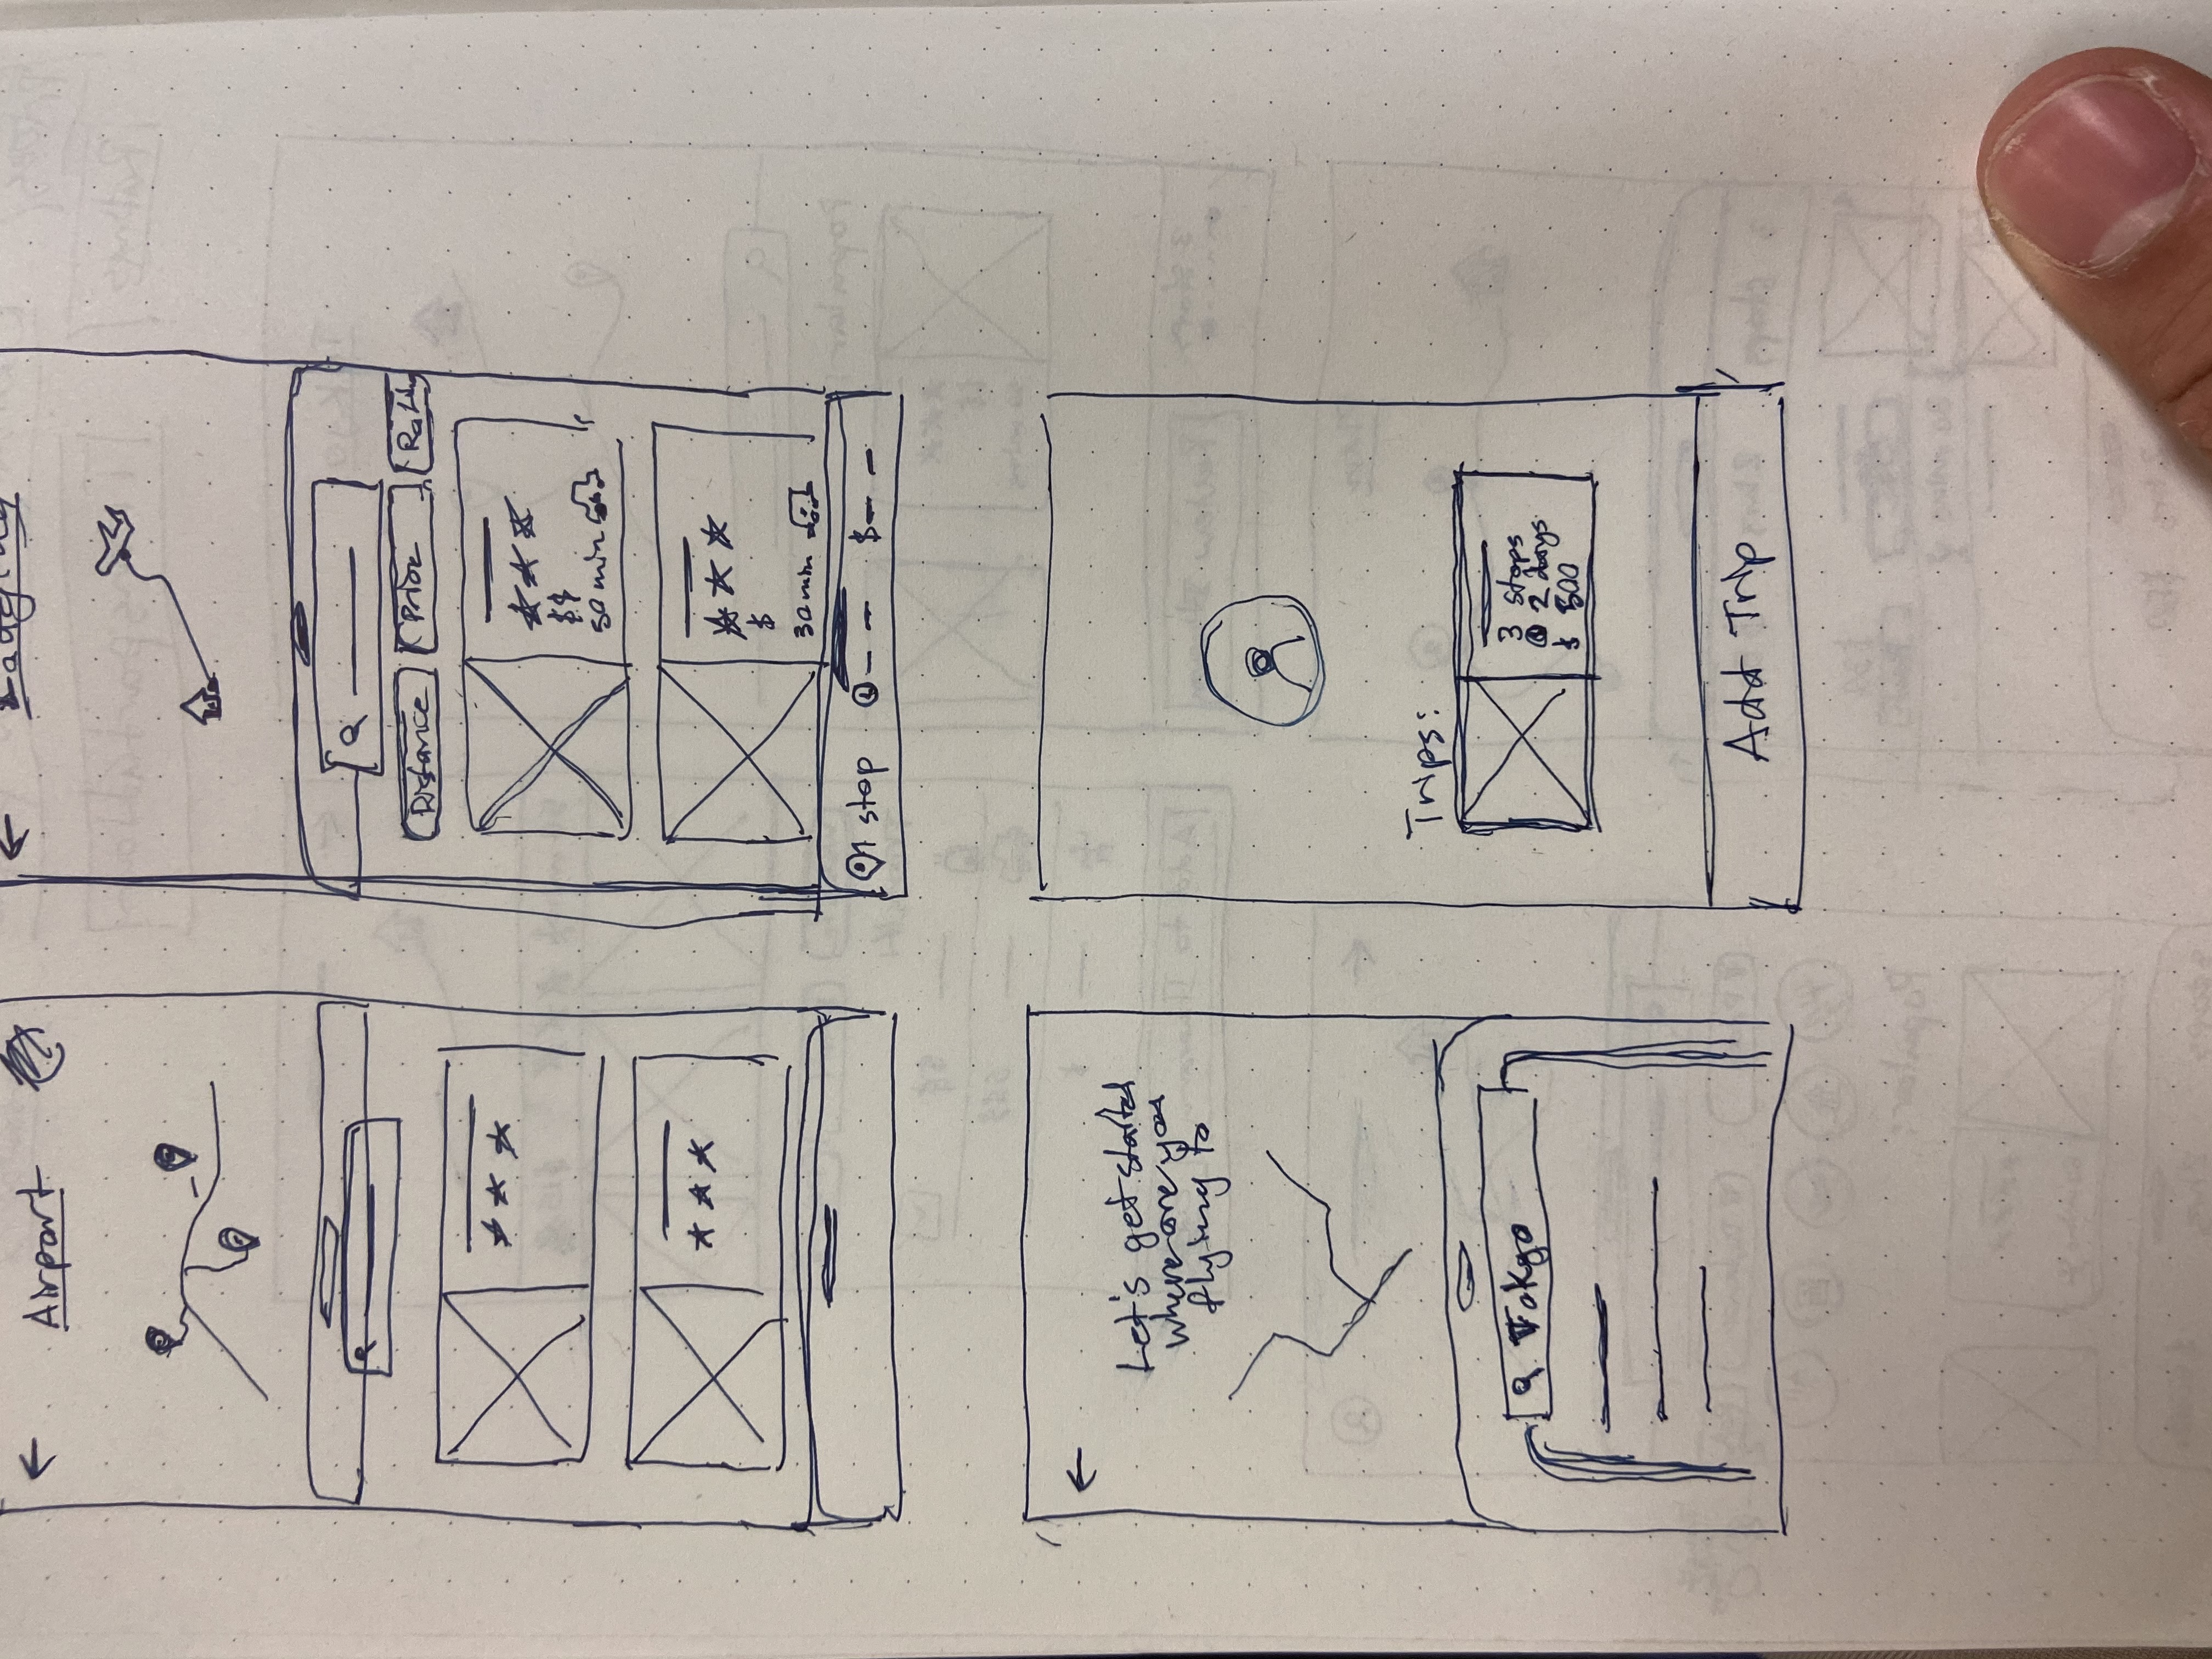 Airport
Lodging
Distance
Price
Rating
$$
50 min
$
30 min
1 stop
$
Let's get started
where are you
flying to
Tokyo
Trips:
3 stops
2 days
$ 500
Add Trip